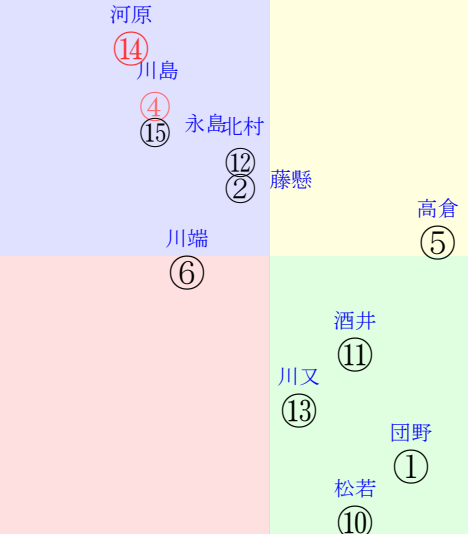 河原
⑭
川島
④
⑮
永島
北村
⑫
②
藤懸
高倉
⑤
川端
⑥
酒井
⑪
川又
⑬
団野
①
松若
⑩